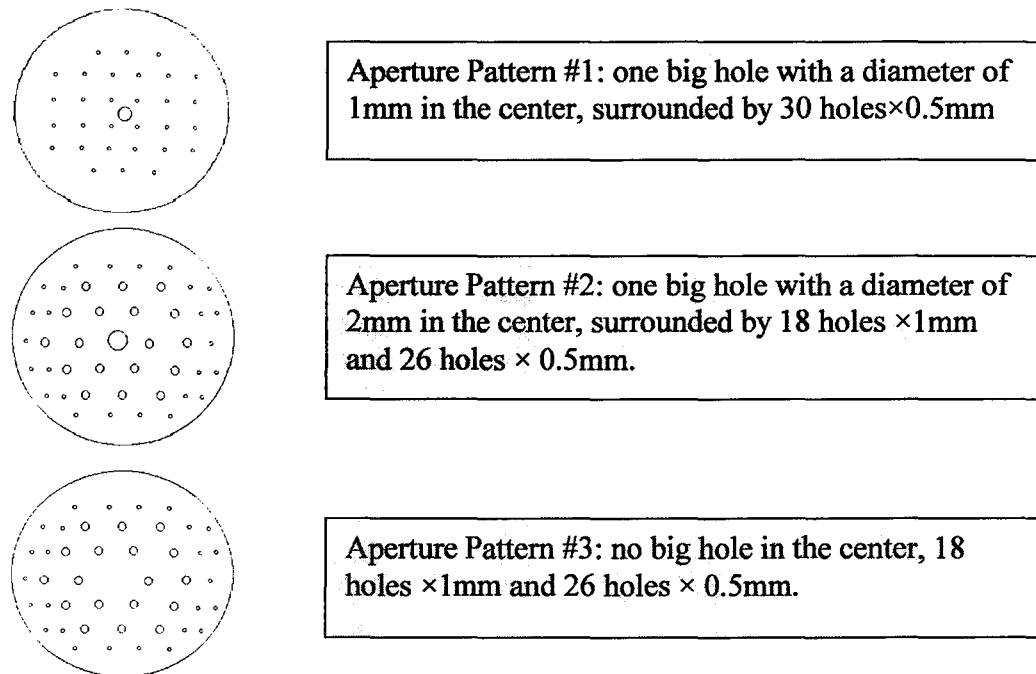 Aperture Pattern #1: one big hole with a diameter of
1mm in the center, surrounded by 30 holes×0.5mm
Aperture Pattern #2: one big hole with a diameter of
2mm in the center, surrounded by 18 holes ×1mm
and 26 holes × 0.5mm.
Aperture Pattern #3: no big hole in the center, 18
holes ×1mm and 26 holes × 0.5mm.